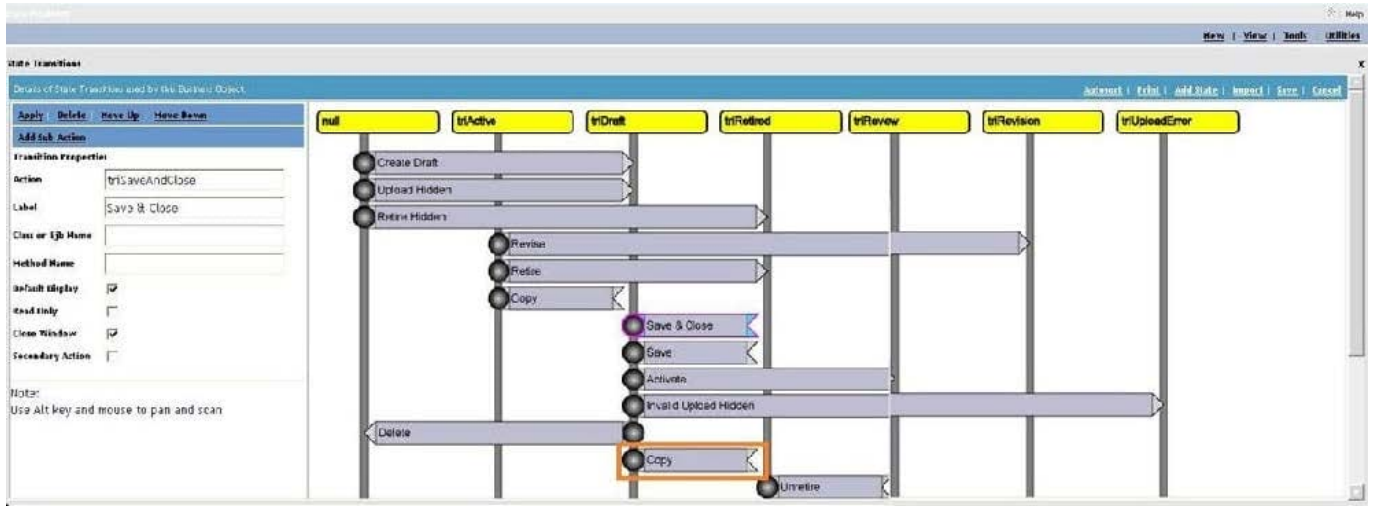 Help
New | View | Tools | Utilities
State Transitions
X
Details of State Transitions used by this Business Object.
Automat | Print | Add State | Import | Save | Cancel
Apply | Delete | Move Up | Move Down
Add Sub Action
Transition Properties
Action triSaveAndClose
Label Save & Close
Class or Ejb Name
Method Name
Default Display
Read Only
Close Window
Secondary Action
Note:
Use Alt key and mouse to pan and scan
null
triActive
triDraft
triRetired
triReview
triRevision
triUploadError
Create Draft
Upload Hidden
Retire Hidden
Revise
Retire
Copy
Save & Close
Save
Activate
Invalid Upload Hidden
Delete
Copy
Unretire